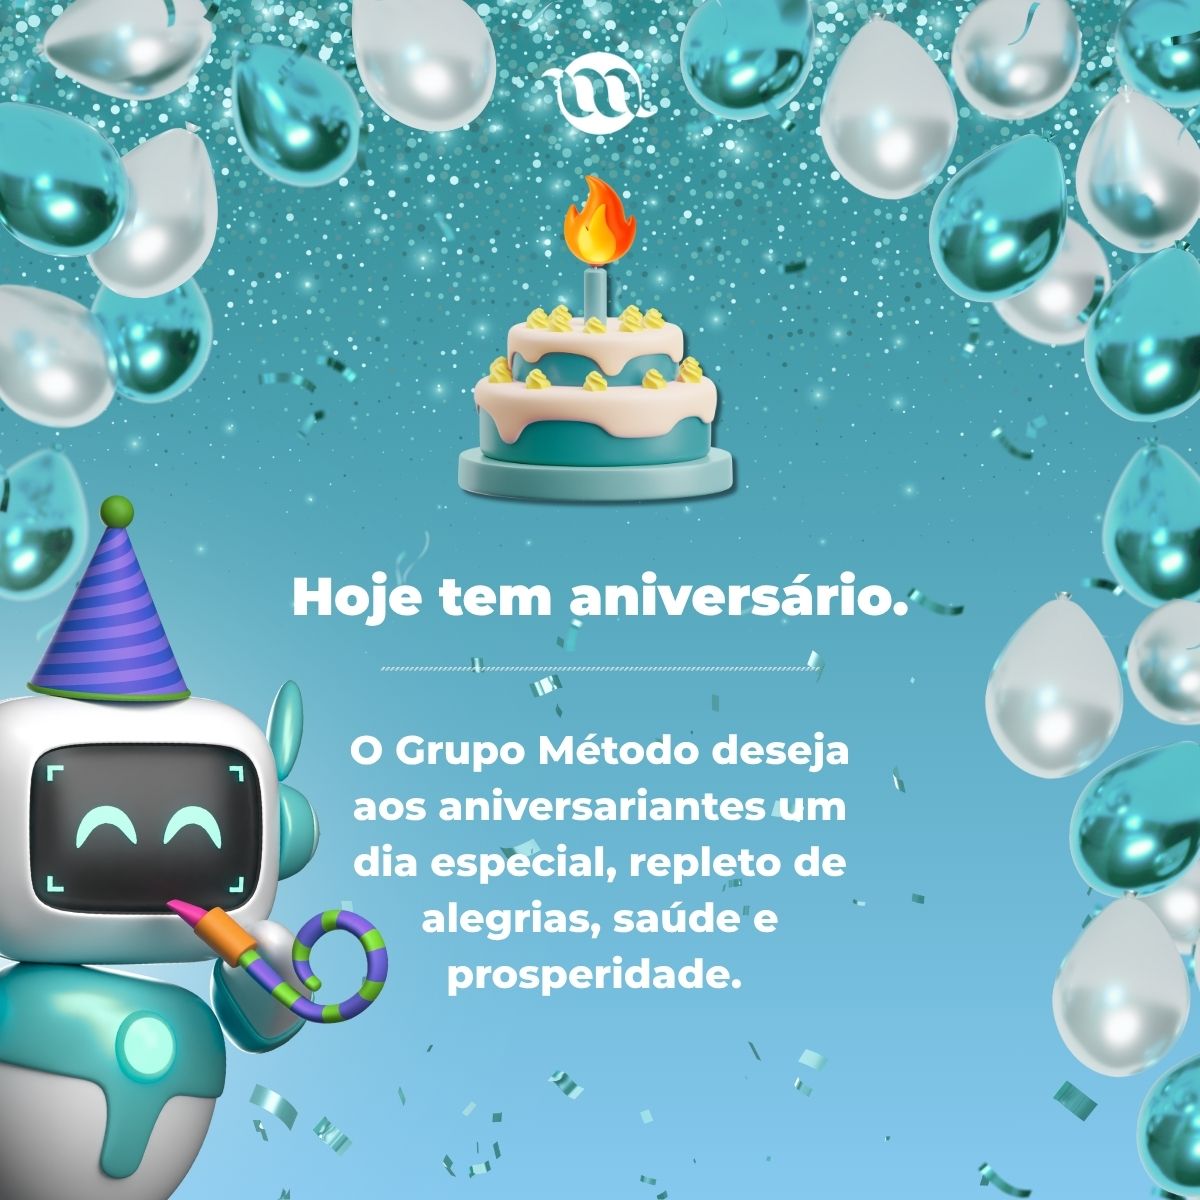 Hoje tem aniversário.
O Grupo Método deseja
aos aniversariantes um
dia especial, repleto de
alegrias, saúde e
prosperidade.